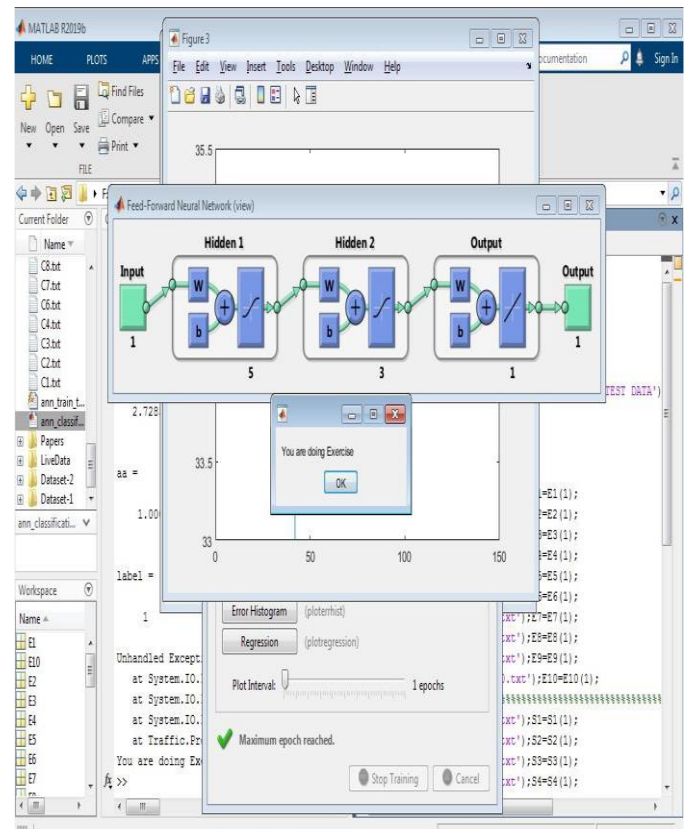 MATLAB R2019b
HOME PLOTS APPS
Documentation Sign In
New Open Save
Find Files
Compare
Print
FILE
Figure 3
File Edit View Insert Tools Desktop Window Help
35.5
33.5
33
0 50 100 150
Current Folder
Name
C8.txt
C7.txt
C6.txt
C4.txt
C3.txt
C2.txt
C1.txt
ann_train_t...
ann_classif...
Papers
LiveData
Dataset-2
Dataset-1
ann_classificati...
Workspace
Name
E1
E10
E2
E3
E4
E5
E6
E7
Feed-Forward Neural Network (view)
Hidden 1 Hidden 2 Output
Input Output
W W W
b b b
+ + +
1 1
5 3 1
You are doing Exercise
OK
TEST DATA')
2.728
aa =
1.00
label =
1
Unhandled Except
at System.IO.
at System.IO.
at Traffic.Pr
You are doing Ex
fx >>
Error Histogram (ploterrhist)
Regression (plotregression)
Plot Interval: 1 epochs
Maximum epoch reached.
Stop Training Cancel
=E1(1);
=E2(1);
=E3(1);
=E4(1);
=E5(1);
=E6(1);
xt');E7=E7(1);
xt');E8=E8(1);
xt');E9=E9(1);
.txt');E10=E10(1);
%%%%%%%%%%%%%%%%%%%%
xt');S1=S1(1);
xt');S2=S2(1);
xt');S3=S3(1);
xt');S4=S4(1);